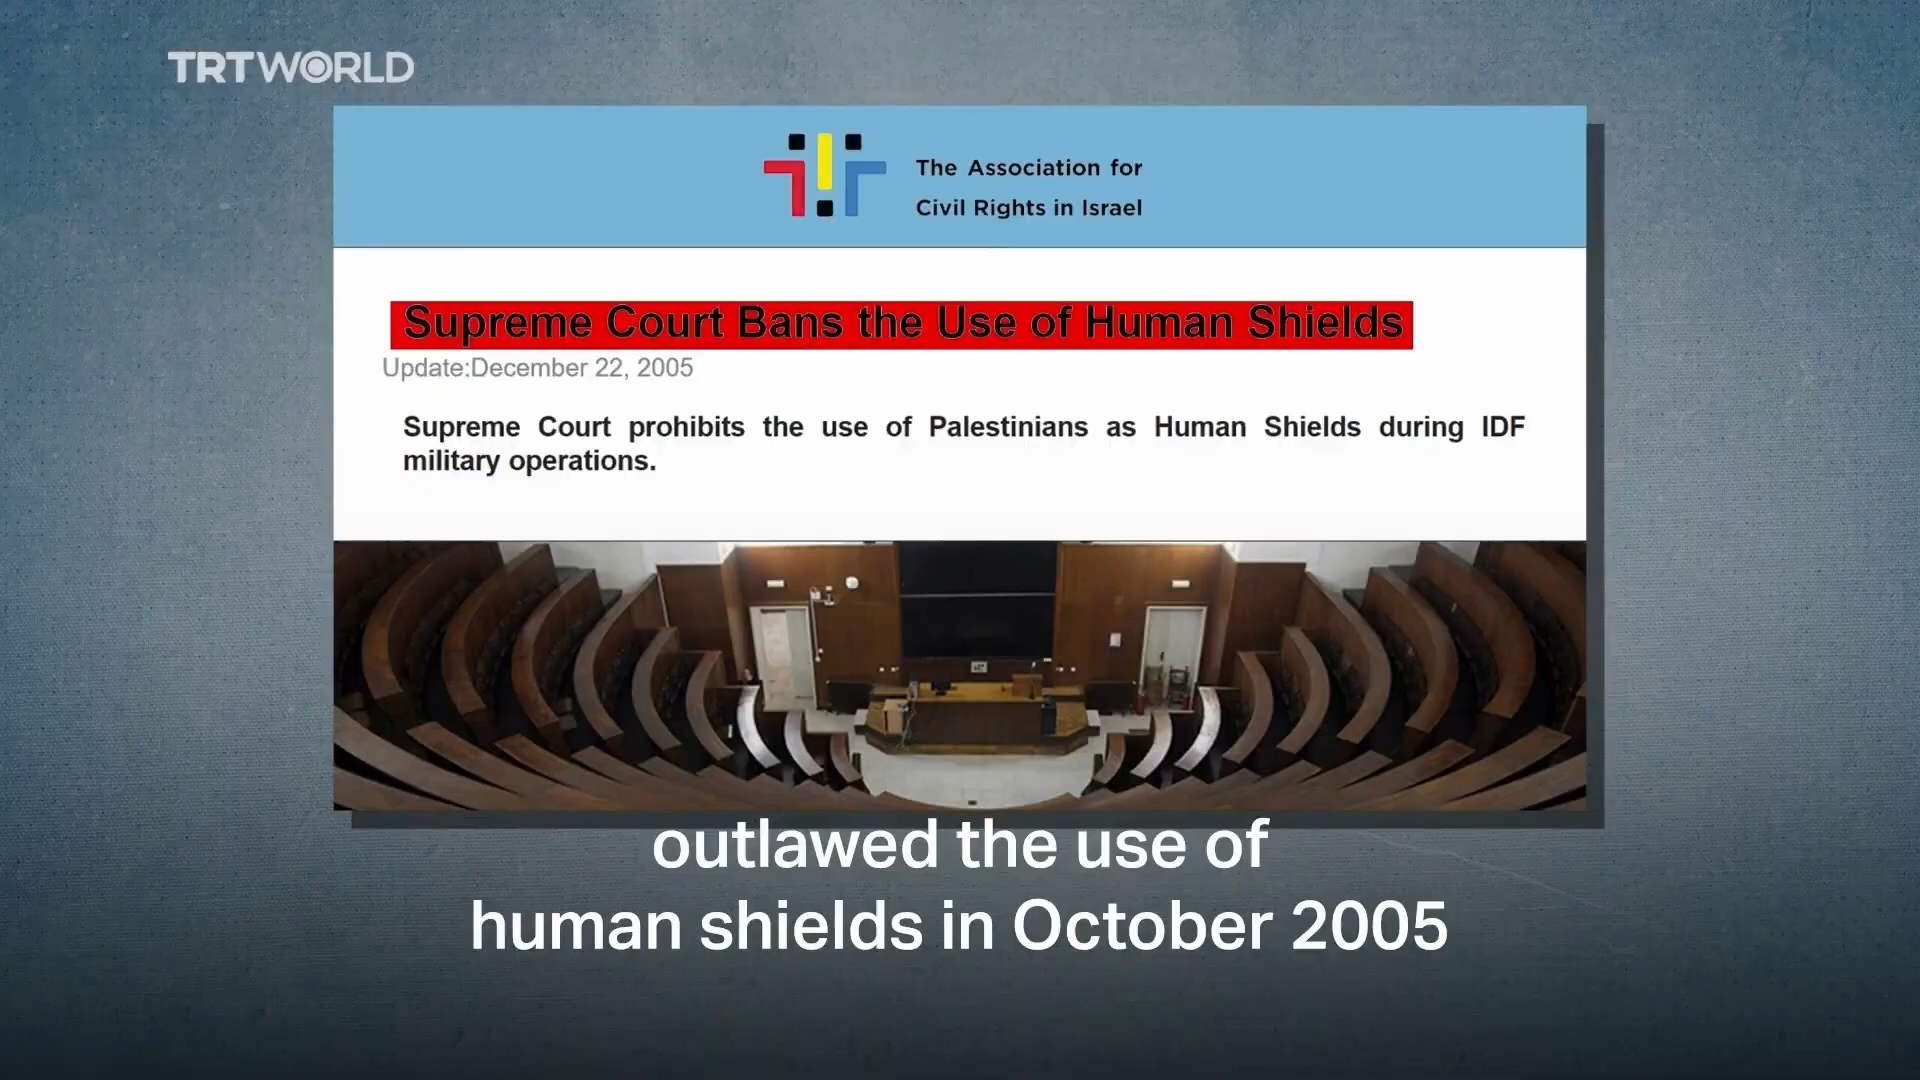 TRT WORLD
The Association for
Civil Rights in Israel
Supreme Court Bans the Use of Human Shields
Update:December 22, 2005
Supreme Court prohibits the use of Palestinians as Human Shields during IDF
military operations.
outlawed the use of
human shields in October 2005